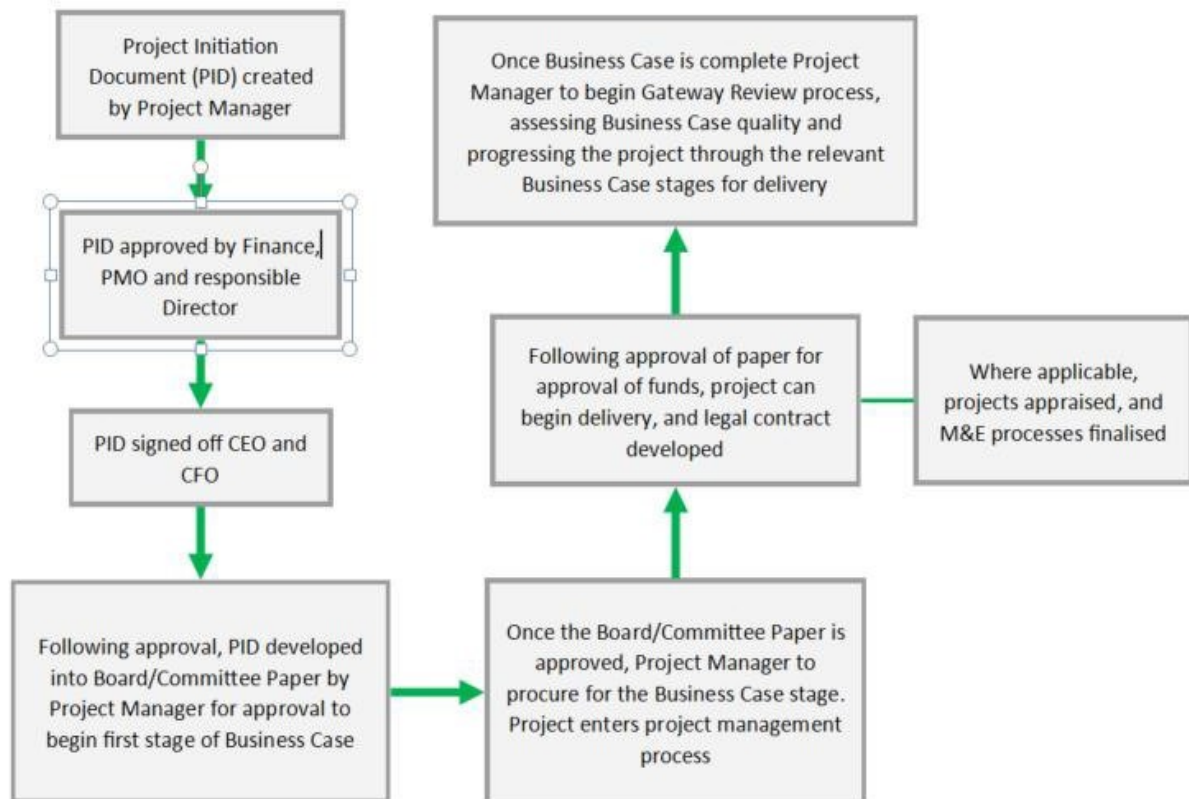 Project Initiation
Document (PID) created
by Project Manager
PID approved by Finance,
PMO and responsible
Director
PID signed off CEO and
CFO
Following approval, PID developed
into Board/Committee Paper by
Project Manager for approval to
begin first stage of Business Case
Once the Board/Committee Paper is
approved, Project Manager to
procure for the Business Case stage.
Project enters project management
process
Following approval of paper for
approval of funds, project can
begin delivery, and legal contract
developed
Where applicable,
projects appraised, and
M&E processes finalised
Once Business Case is complete Project
Manager to begin Gateway Review process,
assessing Business Case quality and
progressing the project through the relevant
Business Case stages for delivery